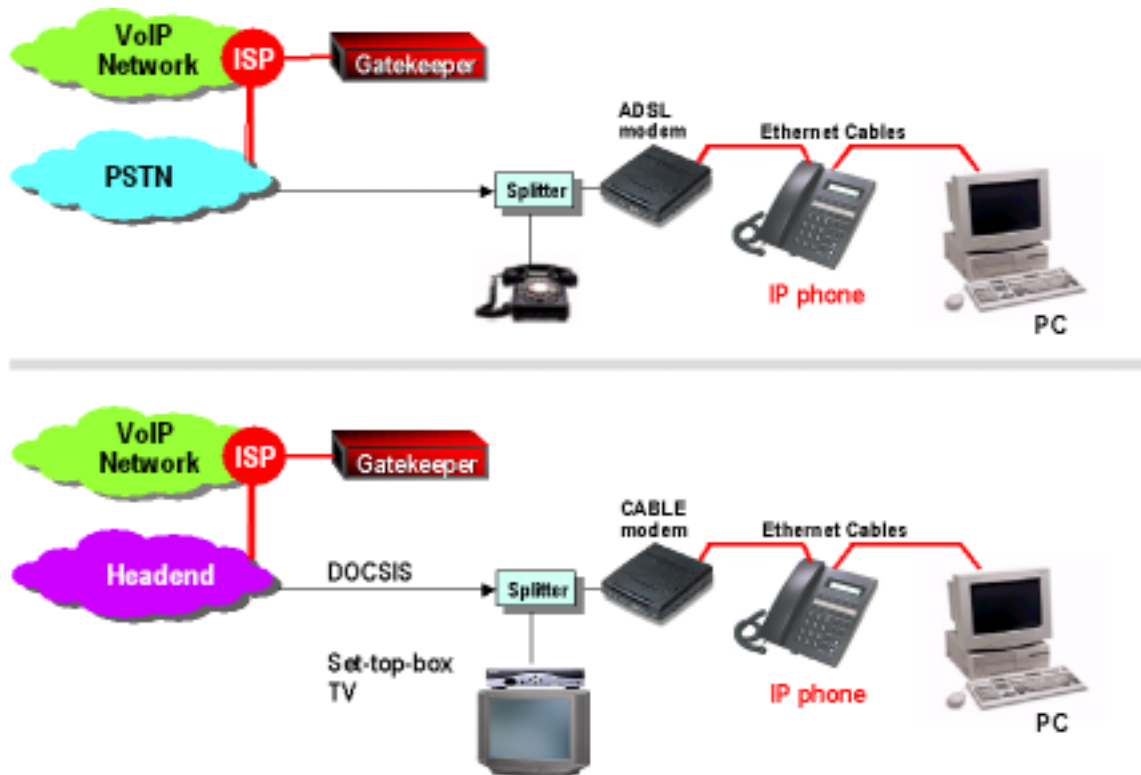 VoIP
Network
ISP
Gatekeeper
PSTN
Splitter
ADSL
modem
Ethernet Cables
IP phone
PC
VoIP
Network
ISP
Gatekeeper
Headend
DOCSIS
Splitter
CABLE
modem
Ethernet Cables
Set-top-box
TV
IP phone
PC